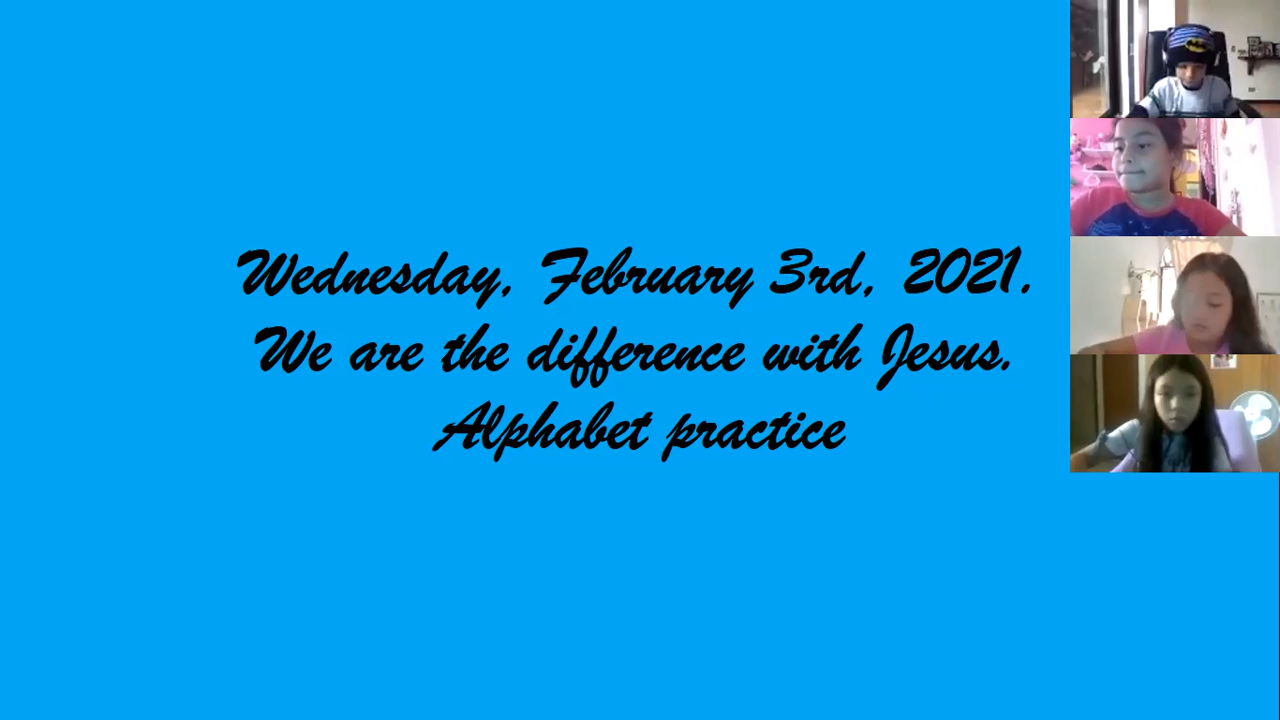 Wednesday, February 3rd, 2021.
We are the difference with Jesus.
Alphabet practice